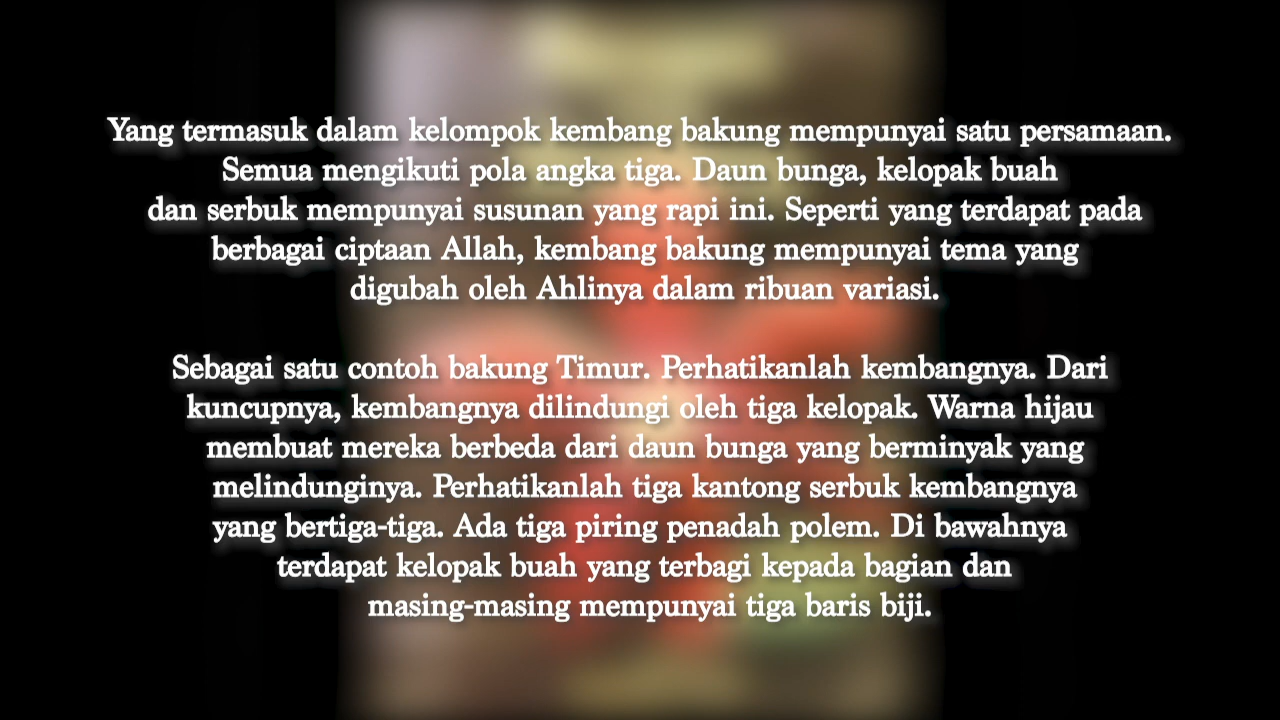 Yang termasuk dalam kelompok kembang bakung mempunyai satu persamaan.
Semua mengikuti pola angka tiga. Daun bunga, kelopak buah
dan serbuk mempunyai susunan yang rapi ini. Seperti yang terdapat pada
berbagai ciptaan Allah, kembang bakung mempunyai tema yang
digubah oleh Ahlinya dalam ribuan variasi.
Sebagai satu contoh bakung Timur. Perhatikanlah kembangnya. Dari
kuncupnya, kembangnya dilindungi oleh tiga kelopak. Warna hijau
membuat mereka berbeda dari daun bunga yang berminyak yang
melindunginya. Perhatikanlah tiga kantong serbuk kembangnya
yang bertiga-tiga. Ada tiga piring penadah polem. Di bawahnya
terdapat kelopak buah yang terbagi kepada bagian dan
masing-masing mempunyai tiga baris biji.